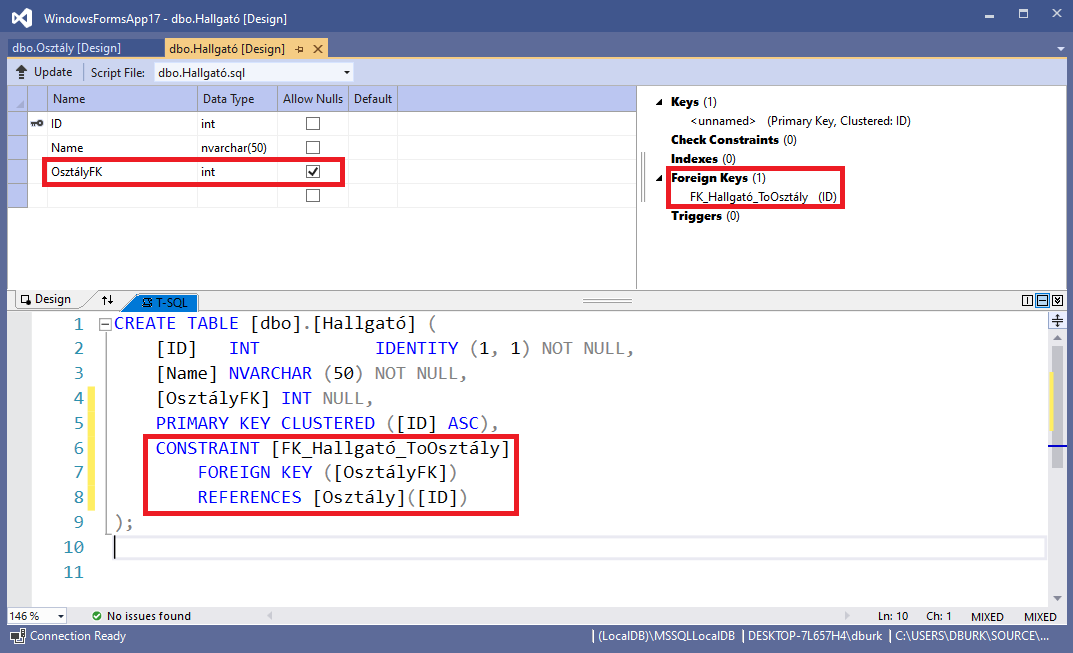 WindowsFormsApp17 - dbo.Hallgató [Design]
dbo.Osztály [Design]
dbo.Hallgató [Design]
Update
Script File:
dbo.Hallgató.sql
Name Data Type Allow Nulls Default
ID int
Name nvarchar(50)
OsztályFK int
Keys (1)
<unnamed> (Primary Key, Clustered: ID)
Check Constraints (0)
Indexes (0)
Foreign Keys (1)
FK_Hallgató_ToOsztály (ID)
Triggers (0)
Design
T-SQL
1 CREATE TABLE [dbo].[Hallgató] (
2 [ID] INT IDENTITY (1, 1) NOT NULL,
3 [Name] NVARCHAR (50) NOT NULL,
4 [OsztályFK] INT NULL,
5 PRIMARY KEY CLUSTERED ([ID] ASC),
6 CONSTRAINT [FK_Hallgató_ToOsztály]
7 FOREIGN KEY ([OsztályFK])
8 REFERENCES [Osztály]([ID])
9 );
10
11
146 % No issues found Ln: 10 Ch: 1 MIXED MIXED
Connection Ready | (LocalDB)\MSSQLLocalDB | DESKTOP-7L657H4\dburk | C:\USERS\DBURK\SOURCE\...